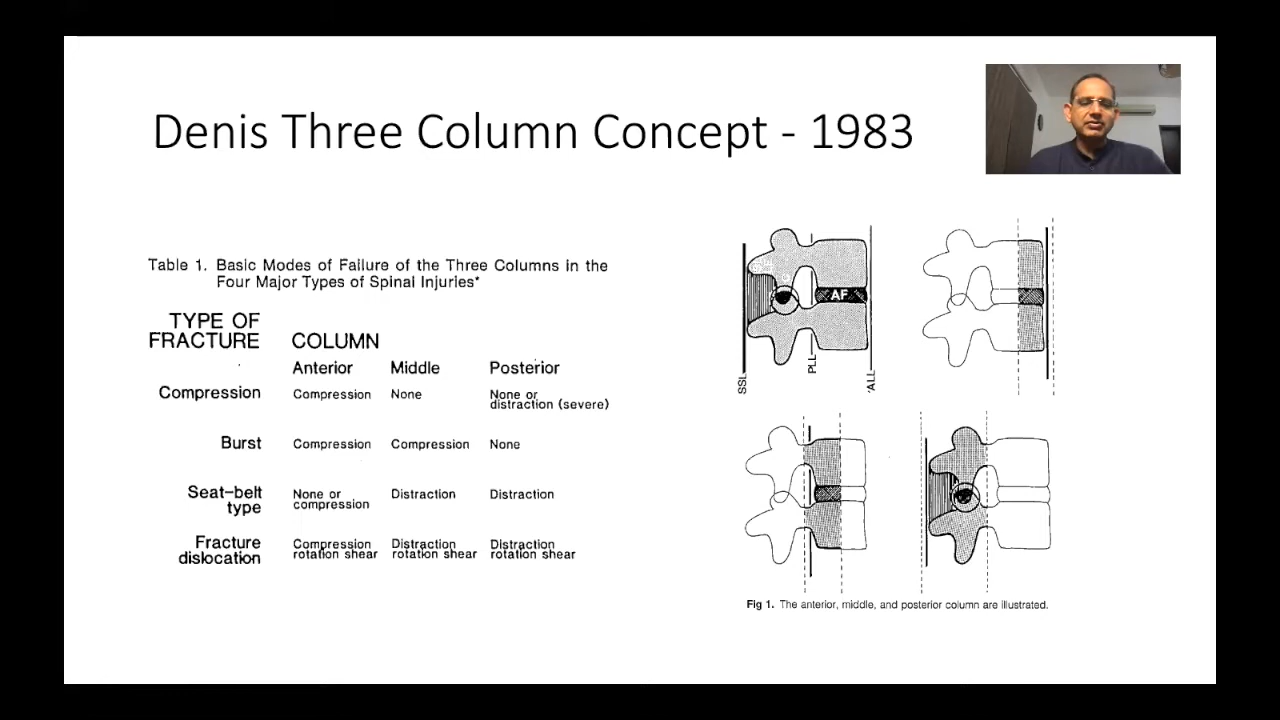 Denis Three Column Concept - 1983
Table 1. Basic Modes of Failure of the Three Columns in the
Four Major Types of Spinal Injuries*
TYPE OF
FRACTURE
COLUMN
Anterior Middle Posterior
Compression Compression None None or
distraction (severe)
Burst Compression Compression None
Seat-belt
type
None or
compression
Distraction Distraction
Fracture
dislocation
Compression
rotation shear
Distraction
rotation shear
Distraction
rotation shear
AF
SSL
PLL
ALL
Fig 1. The anterior, middle, and posterior column are illustrated.